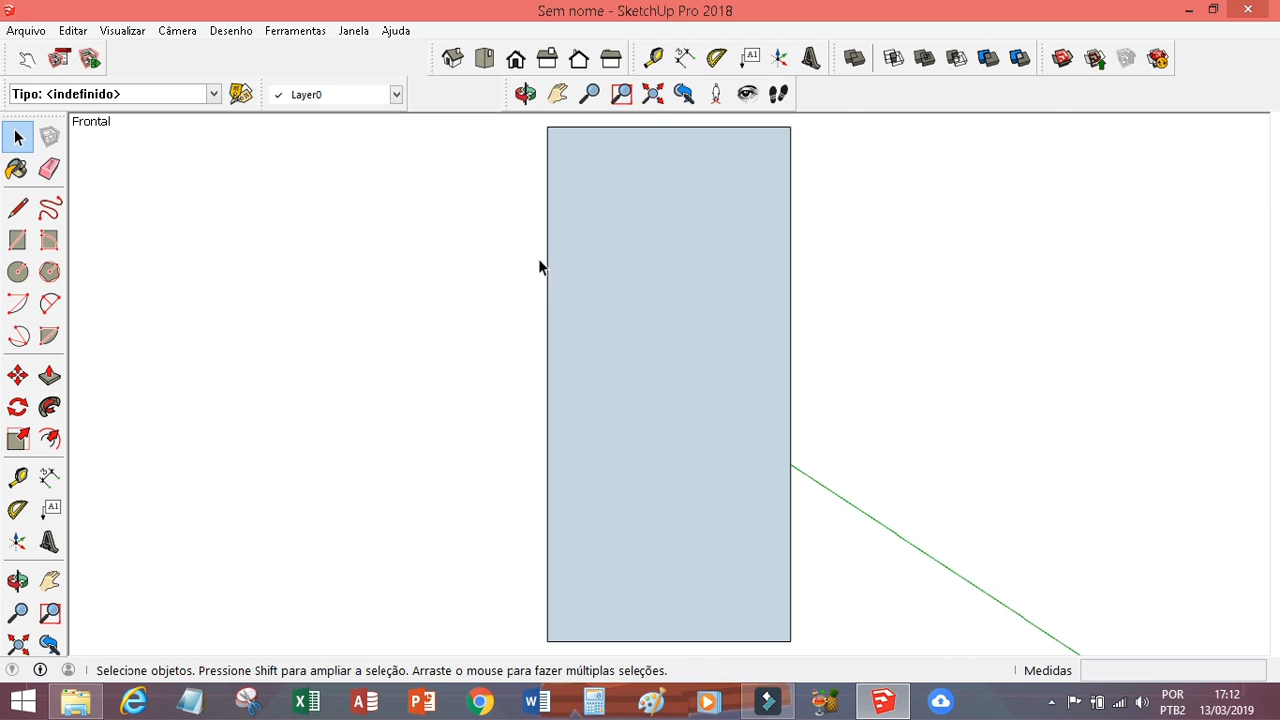 Sem nome - SketchUp Pro 2018
Arquivo Editar Visualizar Câmera Desenho Ferramentas Janela Ajuda
A1
Tipo: <indefinido>
✓ Layer0
Frontal
A1
Selecione objetos. Pressione Shift para ampliar a seleção. Arraste o mouse para fazer múltiplas seleções.
Medidas
POR 17:12
PTB2 13/03/2019